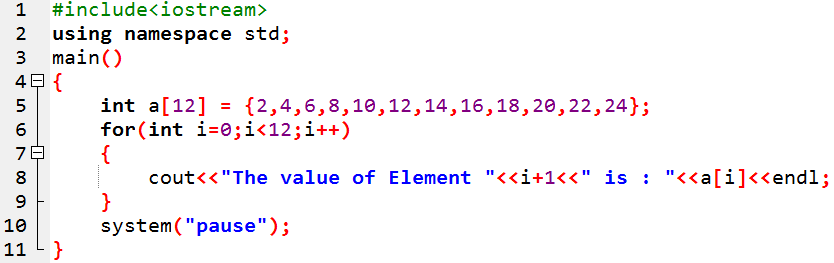 1 #include<iostream>
2 using namespace std;
3 main()
4 {
5 int a[12] = {2,4,6,8,10,12,14,16,18,20,22,24};
6 for(int i=0;i<12;i++)
7 {
8 cout<<"The value of Element "<<i+1<<" is : "<<a[i]<<endl;
9 }
10 system("pause");
11 }